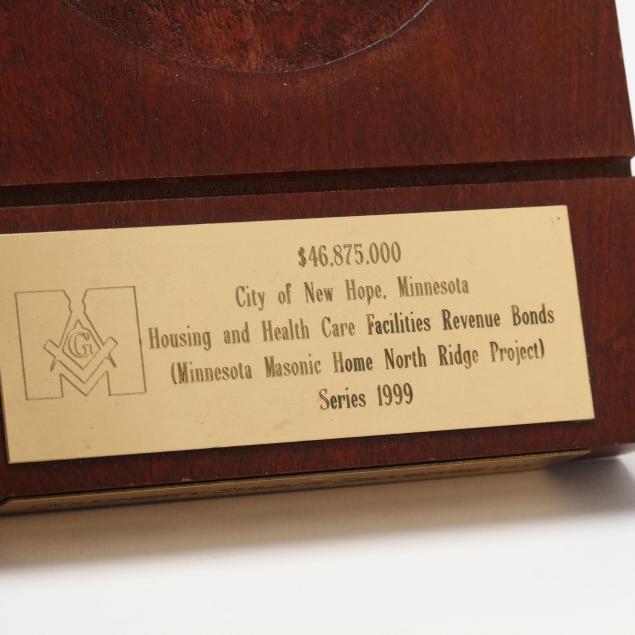 $46,875,000
City of New Hope, Minnesota
Housing and Health Care Facilities Revenue Bonds
(Minnesota Masonic Home North Ridge Project)
Series 1999
G